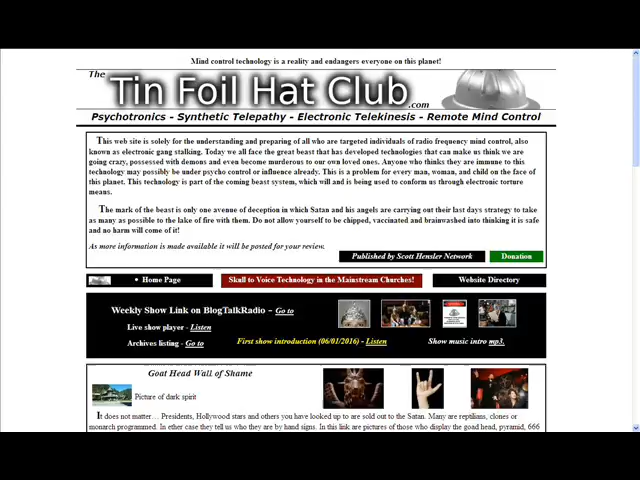 Mind control technology is a reality and endangers everyone on this planet!
The
Tin Foil Hat Club
.com
Psychotronics - Synthetic Telepathy - Electronic Telekinesis - Remote Mind Control
This web site is solely for the understanding and preparing of all who are targeted individuals of radio frequency mind control, also
known as electronic gang stalking. Today we all face the great beast that has developed technologies that can make us think we are
going crazy, possessed with demons and even become murderous to our own loved ones. Anyone who thinks they are immune to this
technology may possibly be under psycho control or influence already. This is a problem for every man, woman, and child on the face of
this planet. This technology is part of the coming beast system, which will and is being used to conform us through electronic torture
means.
The mark of the beast is only one avenue of deception in which Satan and his angels are carrying out their last days strategy to take
as many as possible to the lake of fire with them. Do not allow yourself to be chipped, vaccinated and brainwashed into thinking it is safe
and no harm will come of it!
As more information is made available it will be posted for your review.
Published by Scott Hensler Network
Donation
• Home Page
Skull to Voice Technology in the Mainstream Churches!
Website Directory
Weekly Show Link on BlogTalkRadio - Go to
Live show player - Listen
Archives listing - Go to
First show introduction (06/01/2016) - Listen
Show music intro mp3.
Goat Head Wall of Shame
Picture of dark spirit
It does not matter… Presidents, Hollywood stars and others you have looked up to are sold out to the Satan. Many are reptilians, clones or
monarch programmed. In ether case they tell us who they are by hand signs. In this link are pictures of those who display the goad head, pyramid, 666